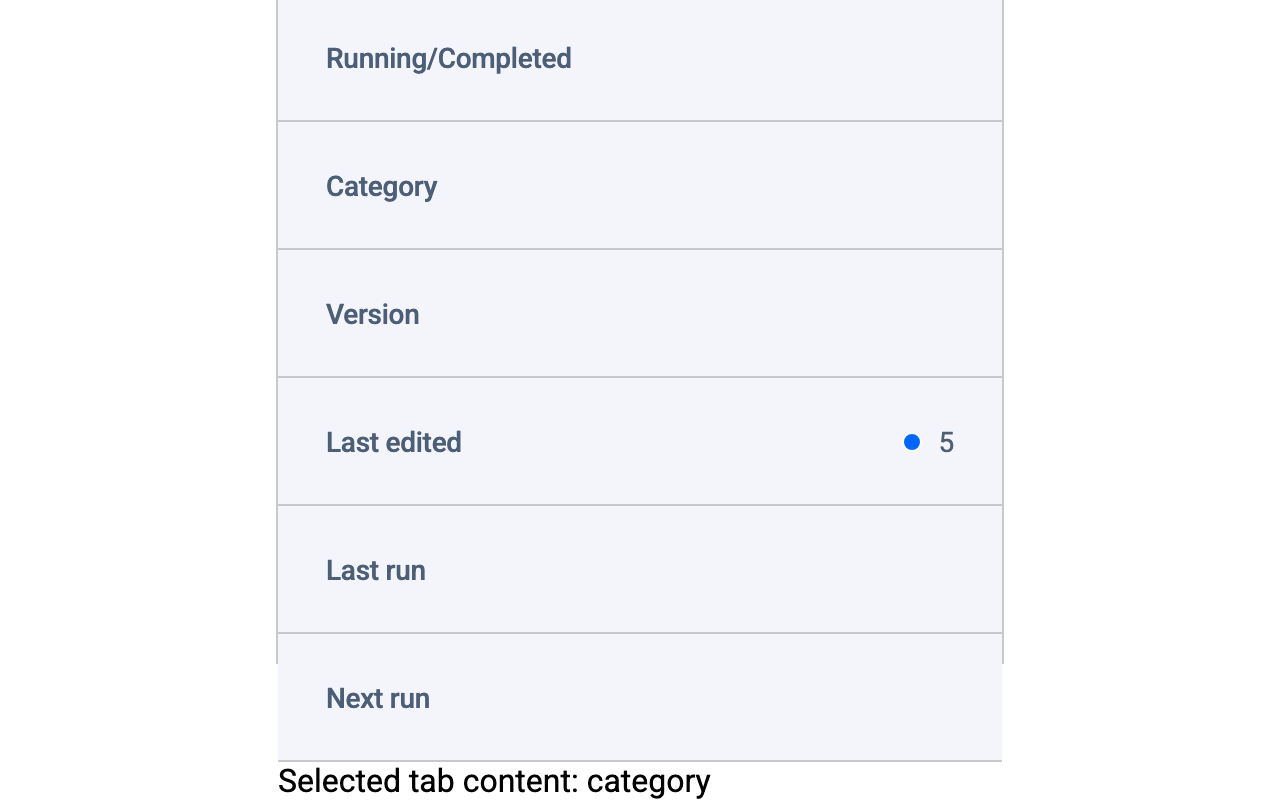 Running/Completed
Category
Version
Last edited 5
Last run
Next run
Selected tab content: category